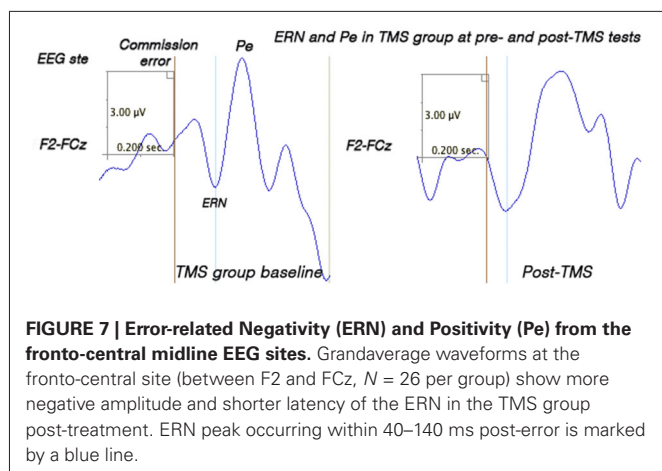 ERN and Pe in TMS group at pre- and post-TMS tests
Commission error
Pe
EEG ste
3.00 µV
0.200 sec.
F2-FCz
ERN
TMS group baseline
3.00 µV
0.200 sec.
F2-FCz
Post-TMS
FIGURE 7 | Error-related Negativity (ERN) and Positivity (Pe) from the
fronto-central midline EEG sites. Grandaverage waveforms at the
fronto-central site (between F2 and FCz, N = 26 per group) show more
negative amplitude and shorter latency of the ERN in the TMS group
post-treatment. ERN peak occurring within 40–140 ms post-error is marked
by a blue line.